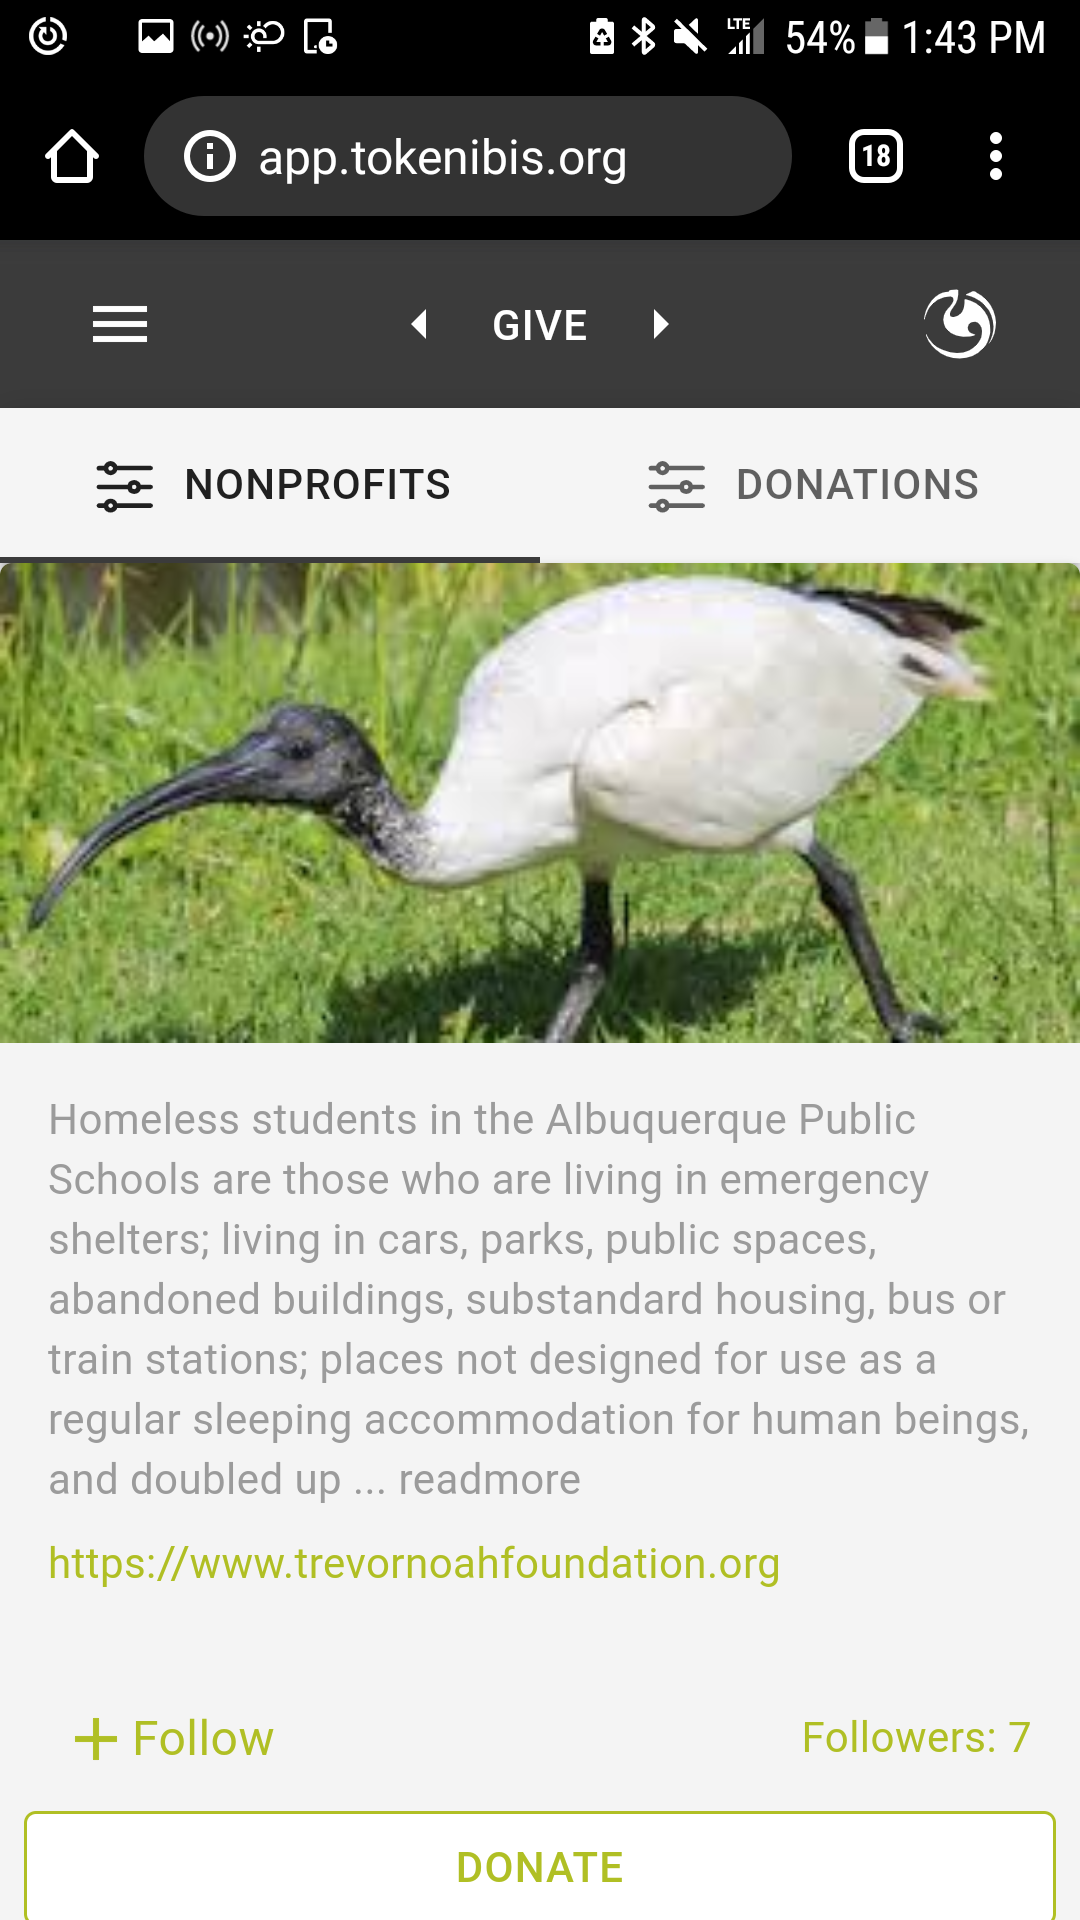 LTE 54% 1:43 PM
app.tokenibis.org 18
GIVE
NONPROFITS DONATIONS
Homeless students in the Albuquerque Public
Schools are those who are living in emergency
shelters; living in cars, parks, public spaces,
abandoned buildings, substandard housing, bus or
train stations; places not designed for use as a
regular sleeping accommodation for human beings,
and doubled up ... readmore
https://www.trevornoahfoundation.org
Follow Followers: 7
DONATE